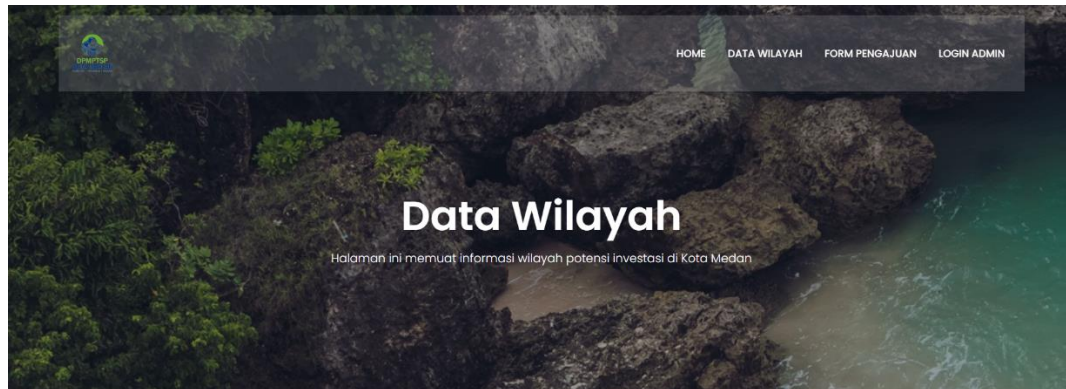 DPMPTSP
HOME DATA WILAYAH FORM PENGAJUAN LOGIN ADMIN
Data Wilayah
Halaman ini memuat informasi wilayah potensi investasi di Kota Medan